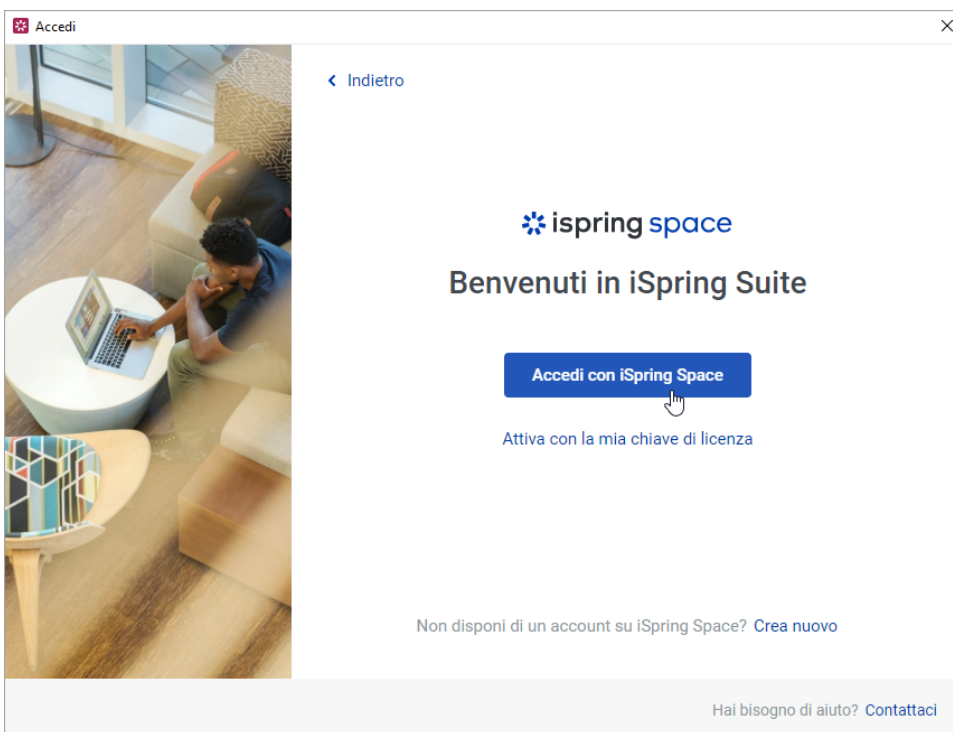 Accedi
Indietro
ispring space
Benvenuti in iSpring Suite
Accedi con iSpring Space
Attiva con la mia chiave di licenza
Non disponi di un account su iSpring Space? Crea nuovo
Hai bisogno di aiuto? Contattaci